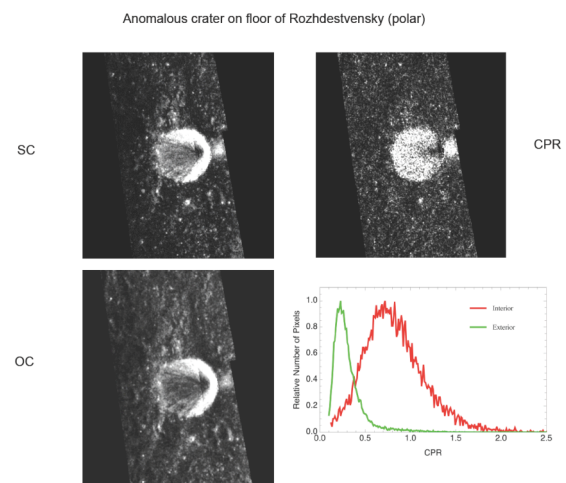 Anomalous crater on floor of Rozhdestvensky (polar)
SC
CPR
OC
Relative Number of Pixels
1.0
0.8
0.6
0.4
0.2
0.0
Interior
Exterior
0.0 0.5 1.0 1.5 2.0 2.5
CPR